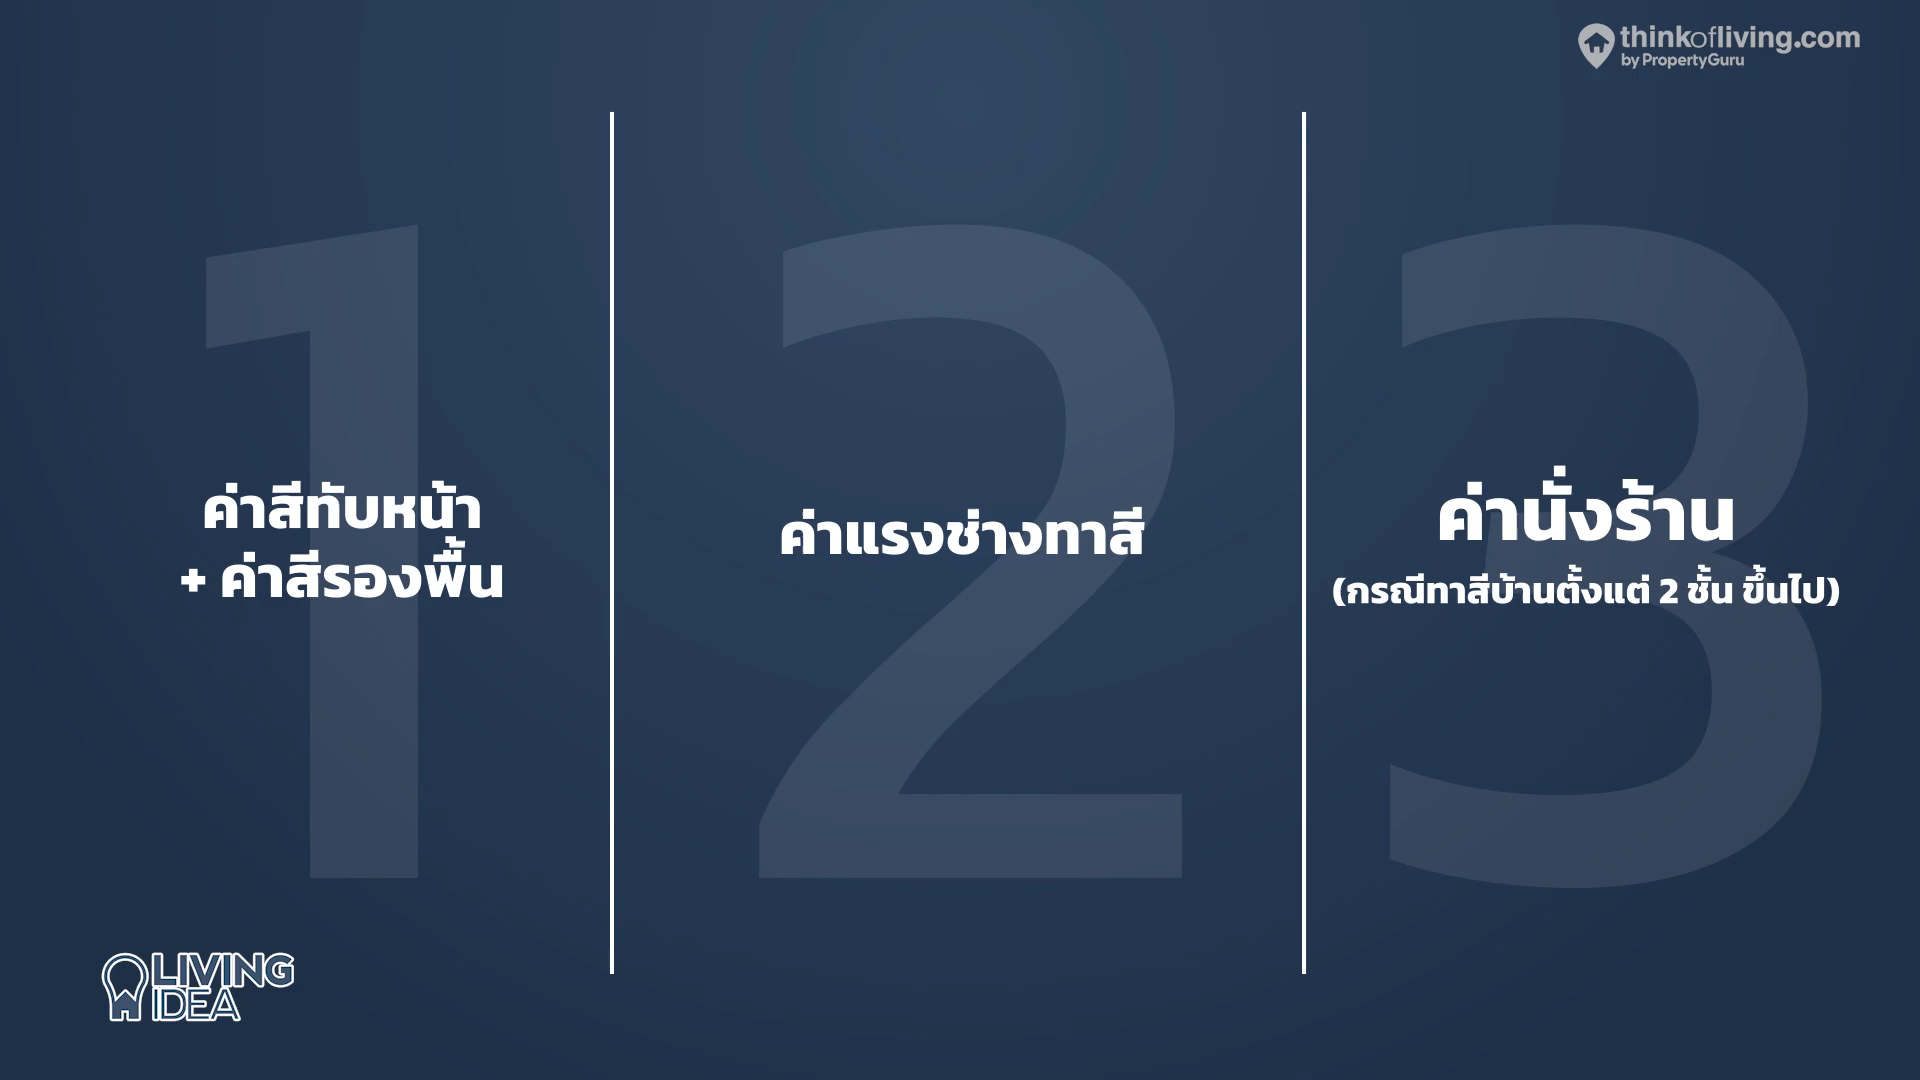 thinkofliving.com
by PropertyGuru
1
ค่าสีทับหน้า
+ ค่าสีรองพื้น
2
ค่าแรงช่างทาสี
3
ค่านั่งร้าน
(กรณีทาสีบ้านตั้งแต่ 2 ชั้น ขึ้นไป)
LIVING
IDEA